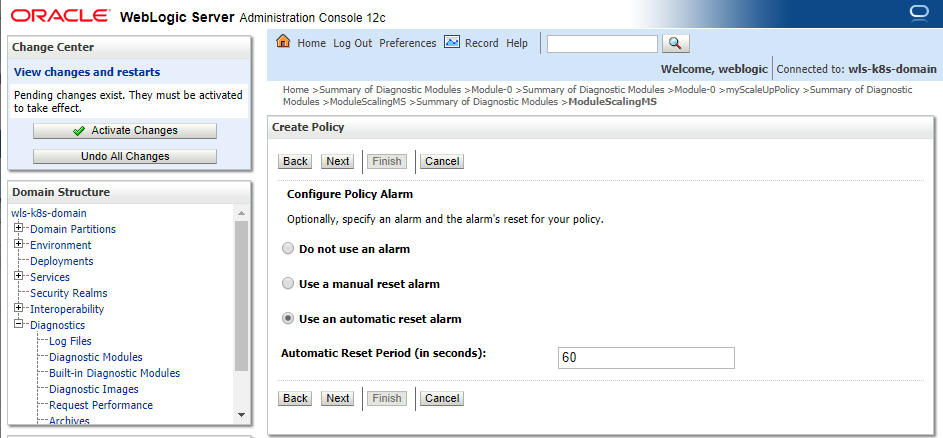 ORACLE® WebLogic Server Administration Console 12c
Change Center
View changes and restarts
Pending changes exist. They must be activated
to take effect.
Activate Changes
Undo All Changes
Domain Structure
wls-k8s-domain
Domain Partitions
Environment
Deployments
Services
Security Realms
Interoperability
Diagnostics
Log Files
Diagnostic Modules
Built-in Diagnostic Modules
Diagnostic Images
Request Performance
Archives
Home Log Out Preferences Record Help
Welcome, weblogic Connected to: wls-k8s-domain
Home >Summary of Diagnostic Modules >Module-0 >Summary of Diagnostic Modules >Module-0 >myScaleUpPolicy >Summary of Diagnostic
Modules >ModuleScalingMS >Summary of Diagnostic Modules >ModuleScalingMS
Create Policy
Back Next Finish Cancel
Configure Policy Alarm
Optionally, specify an alarm and the alarm's reset for your policy.
Do not use an alarm
Use a manual reset alarm
Use an automatic reset alarm
Automatic Reset Period (in seconds): 60
Back Next Finish Cancel